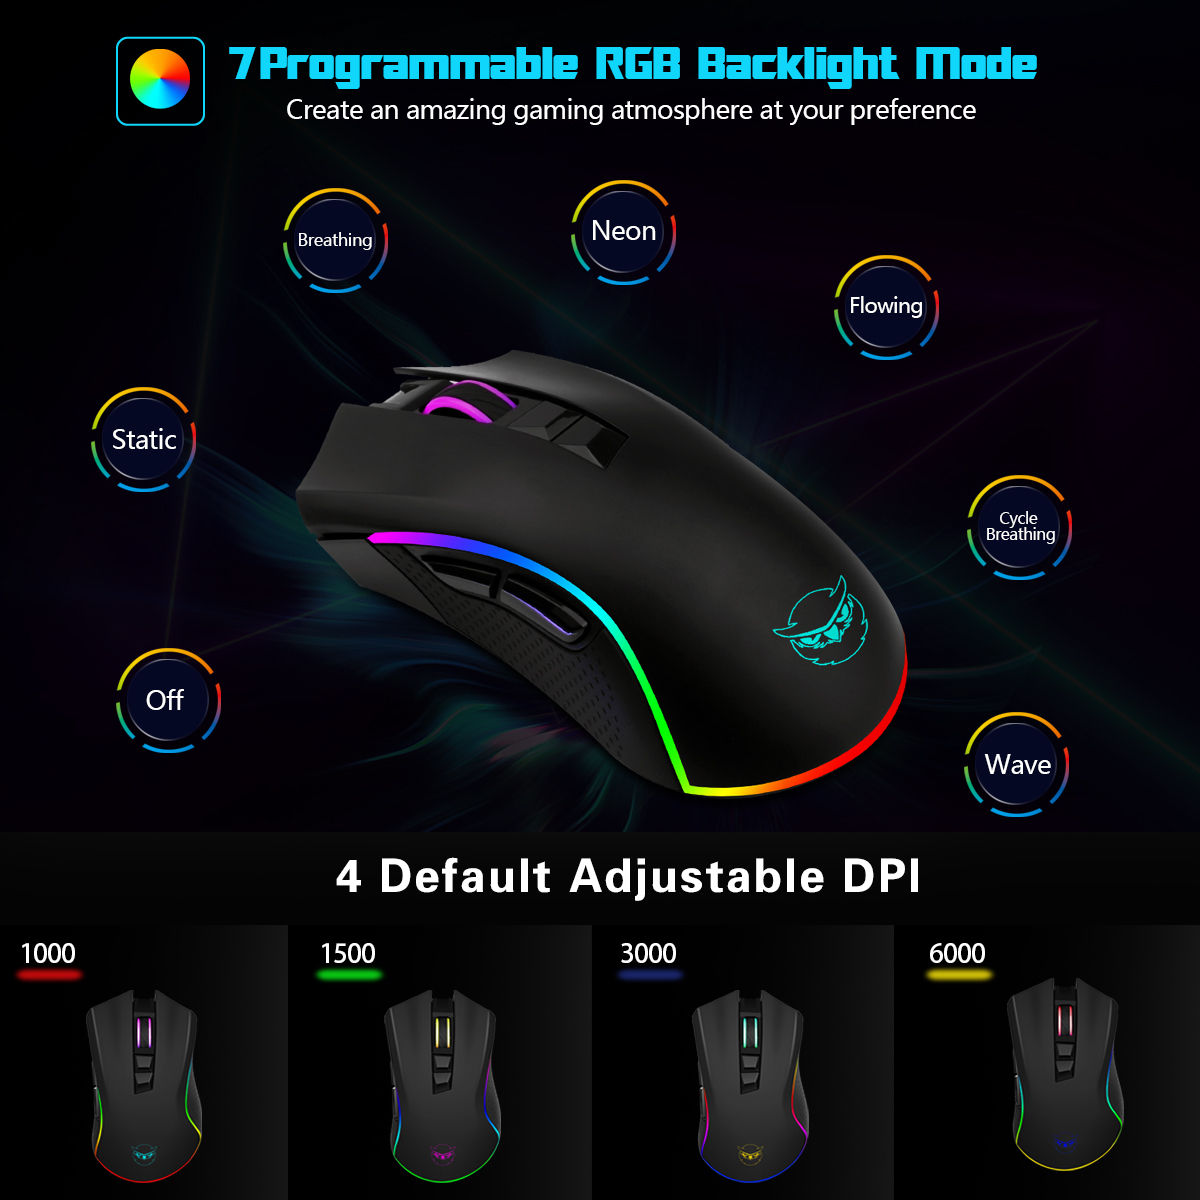 7Programmable RGB Backlight Mode
Create an amazing gaming atmosphere at your preference
Breathing
Neon
Flowing
Static
Cycle
Breathing
Off
Wave
4 Default Adjustable DPI
1000
1500
3000
6000